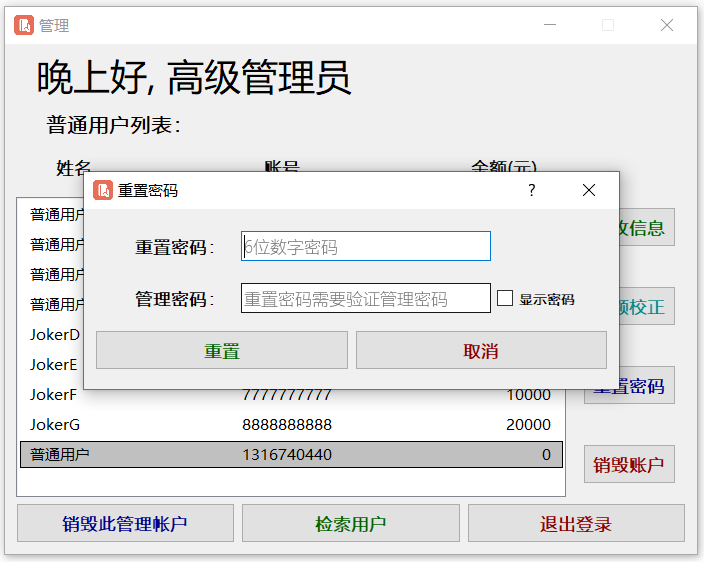 管理
晚上好, 高级管理员
普通用户列表：
姓名 账号 余额(元)
重置密码 ?
普通用户 改信息
重置密码： 6位数字密码
普通用户
普通用户
管理密码： 重置密码需要验证管理密码 显示密码
普通用户 额校正
JokerD
重置 取消
JokerE
重置密码
JokerF 7777777777 10000
JokerG 8888888888 20000
普通用户 1316740440 0
销毁账户
销毁此管理帐户 检索用户 退出登录